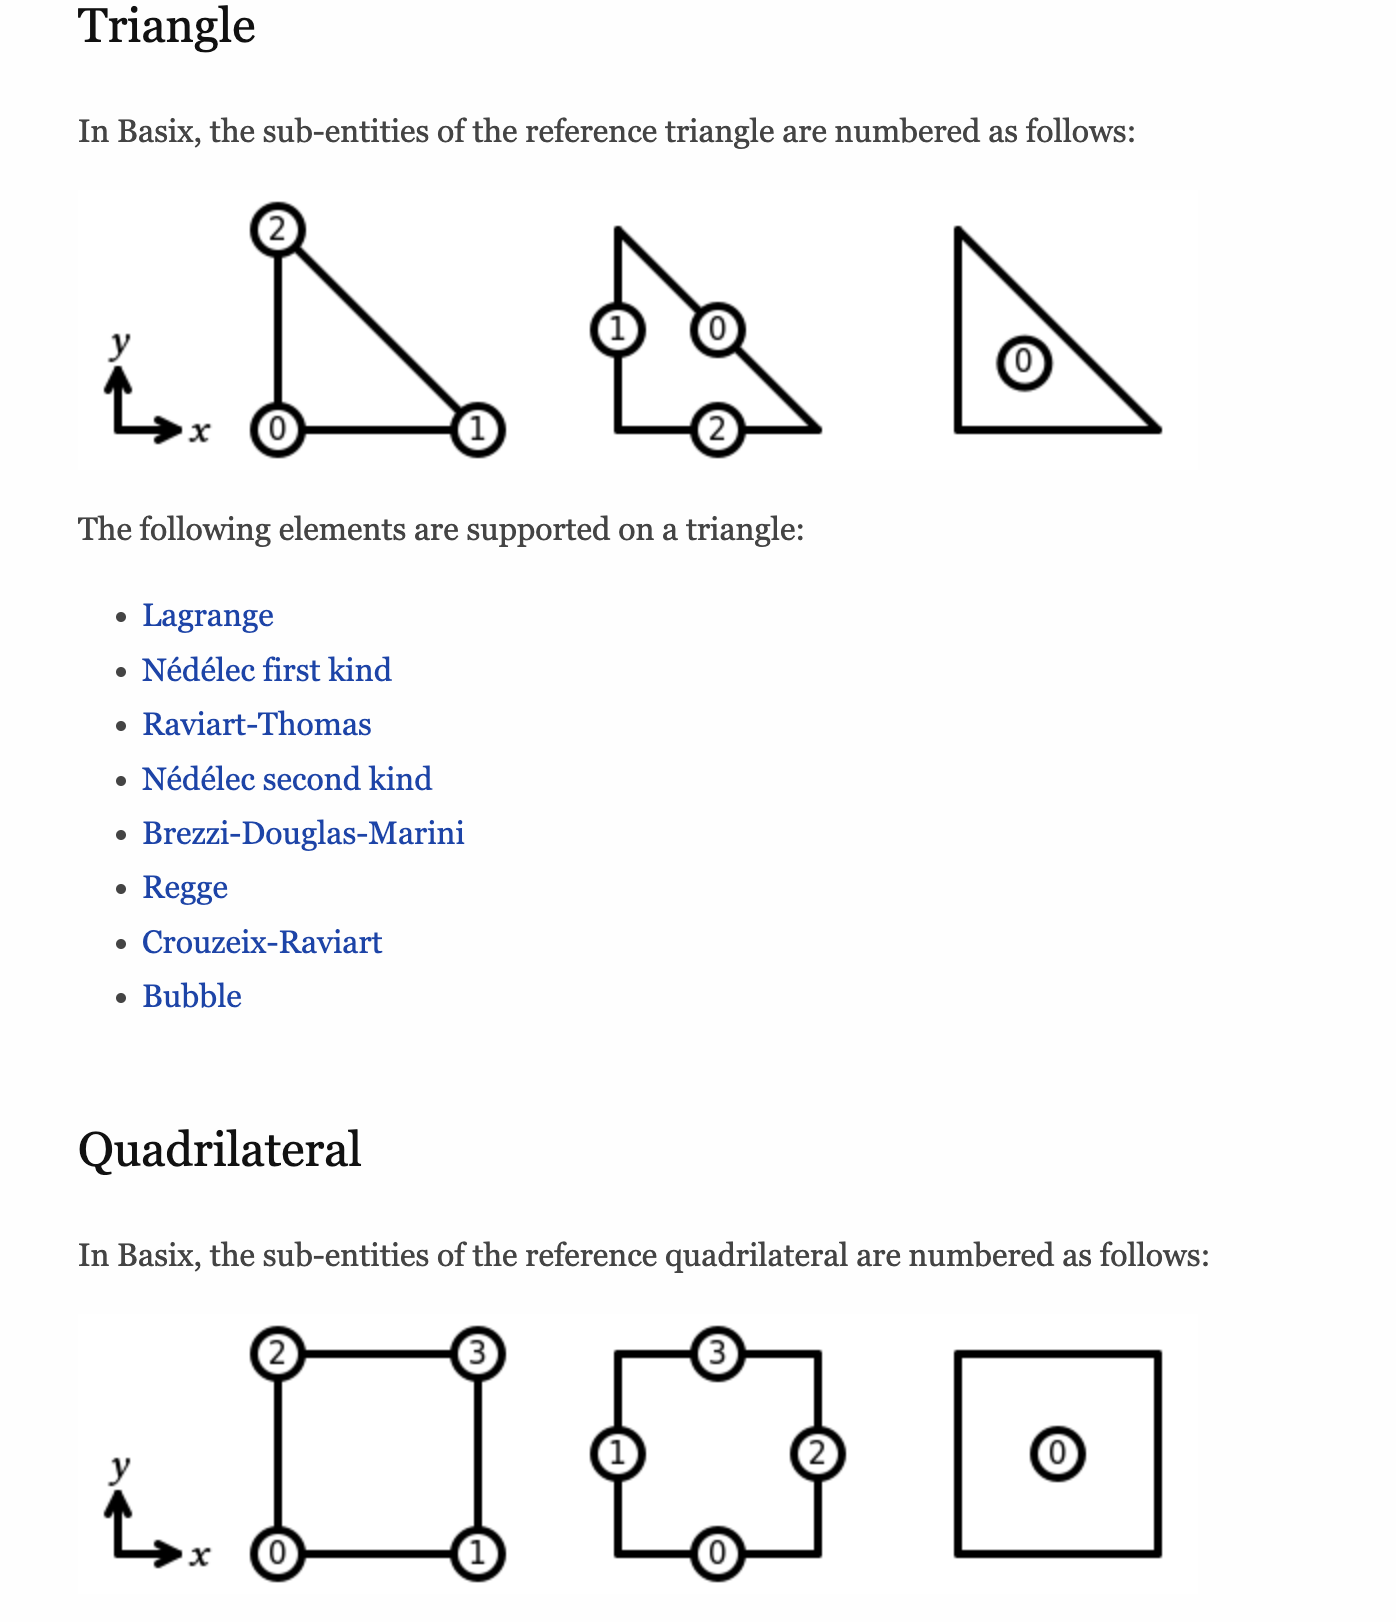 Triangle
In Basix, the sub-entities of the reference triangle are numbered as follows:
2
1 0 0
y
x 0 1 2
The following elements are supported on a triangle:
Lagrange
Nédélec first kind
Raviart-Thomas
Nédélec second kind
Brezzi-Douglas-Marini
Regge
Crouzeix-Raviart
Bubble
Quadrilateral
In Basix, the sub-entities of the reference quadrilateral are numbered as follows:
2 3 3
1 2 0
y
x 0 1 0